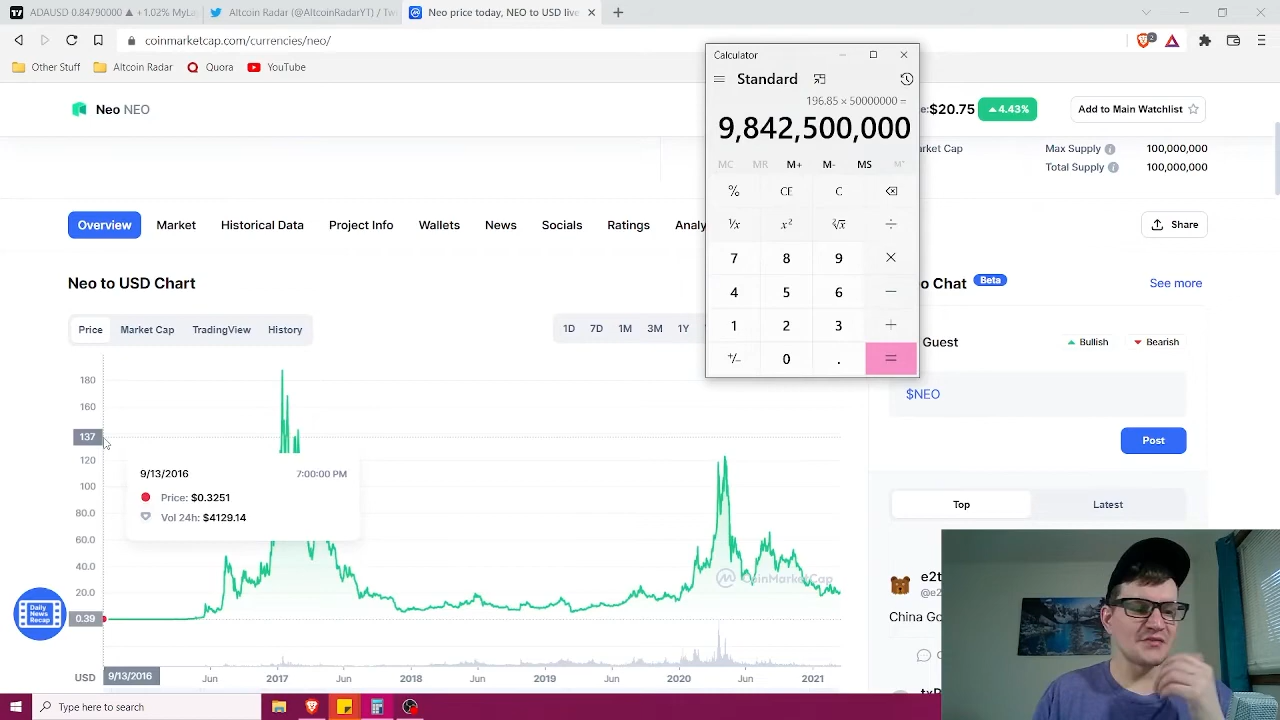 ADAUSD 0.84790000 ▲ +1.02% MyLa
Altcoin Radar (@AltcoinRadarYT) / Twi
Neo price today, NEO to USD live
coinmarketcap.com/currencies/neo/
2
Other Stuff
Altcoin Radar
Quora
YouTube
Neo NEO
e:$20.75
4.43%
Add to Main Watchlist
arket Cap
Max Supply
100,000,000
Total Supply
100,000,000
Calculator
Standard
196.85 × 50000000 =
9,842,500,000
MC MR M+ M- MS M˅
% CE C
¹/x x² ²√x ÷
7 8 9 ×
4 5 6 −
1 2 3 +
+/− 0 . =
Overview
Market
Historical Data
Project Info
Wallets
News
Socials
Ratings
Analy
Share
Neo to USD Chart
o Chat
Beta
See more
Price
Market Cap
TradingView
History
1D 7D 1M 3M 1Y
Guest
Bullish
Bearish
$NEO
Post
Top
Latest
180
160
137
120
100
80.0
60.0
40.0
20.0
0.39
9/13/2016 7:00:00 PM
Price: $0.3251
Vol 24h: $4129.14
CoinMarketCap
Daily
News
Recap
USD
9/13/2016
Jun 2017 Jun 2018 Jun 2019 Jun 2020 Jun 2021
e2t
@e2
China Go
Type here to search